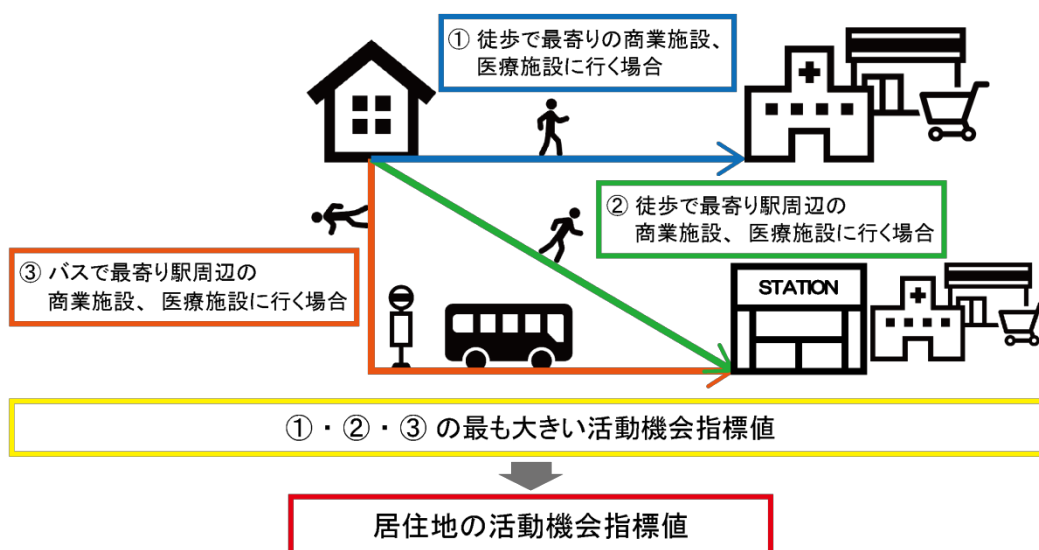 ① 徒歩で最寄りの商業施設、
医療施設に行く場合
② 徒歩で最寄り駅周辺の
商業施設、 医療施設に行く場合
③ バスで最寄り駅周辺の
商業施設、 医療施設に行く場合
STATION
①・②・③ の最も大きい活動機会指標値
居住地の活動機会指標値